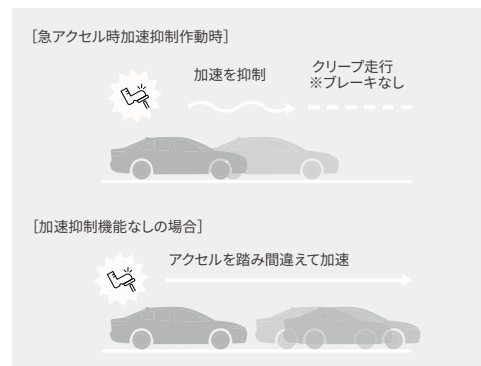 ［急アクセル時加速抑制作動時］
加速を抑制
クリープ走行
※ブレーキなし
［加速抑制機能なしの場合］
アクセルを踏み間違えて加速